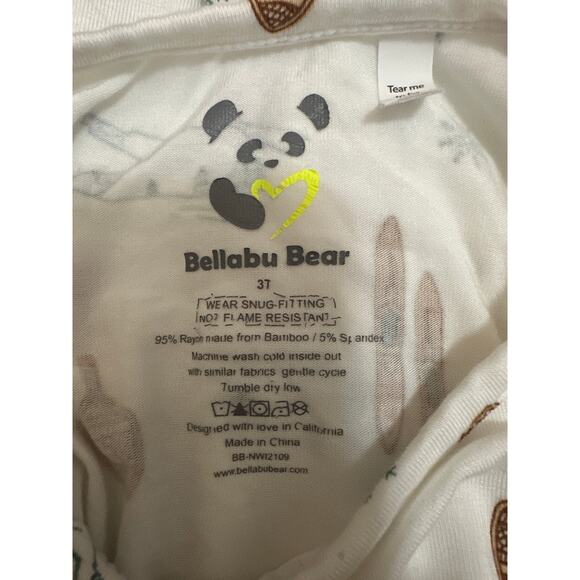 Tear me
Bellabu Bear
3T
WEAR SNUG-FITTING
NOT FLAME RESISTANT
95% Rayon made from Bamboo / 5% Spandex
Machine wash cold inside out
with similar fabrics gentle cycle
Tumble dry low
Designed with love in California
Made in China
BB-NWI2109
www.bellabubear.com